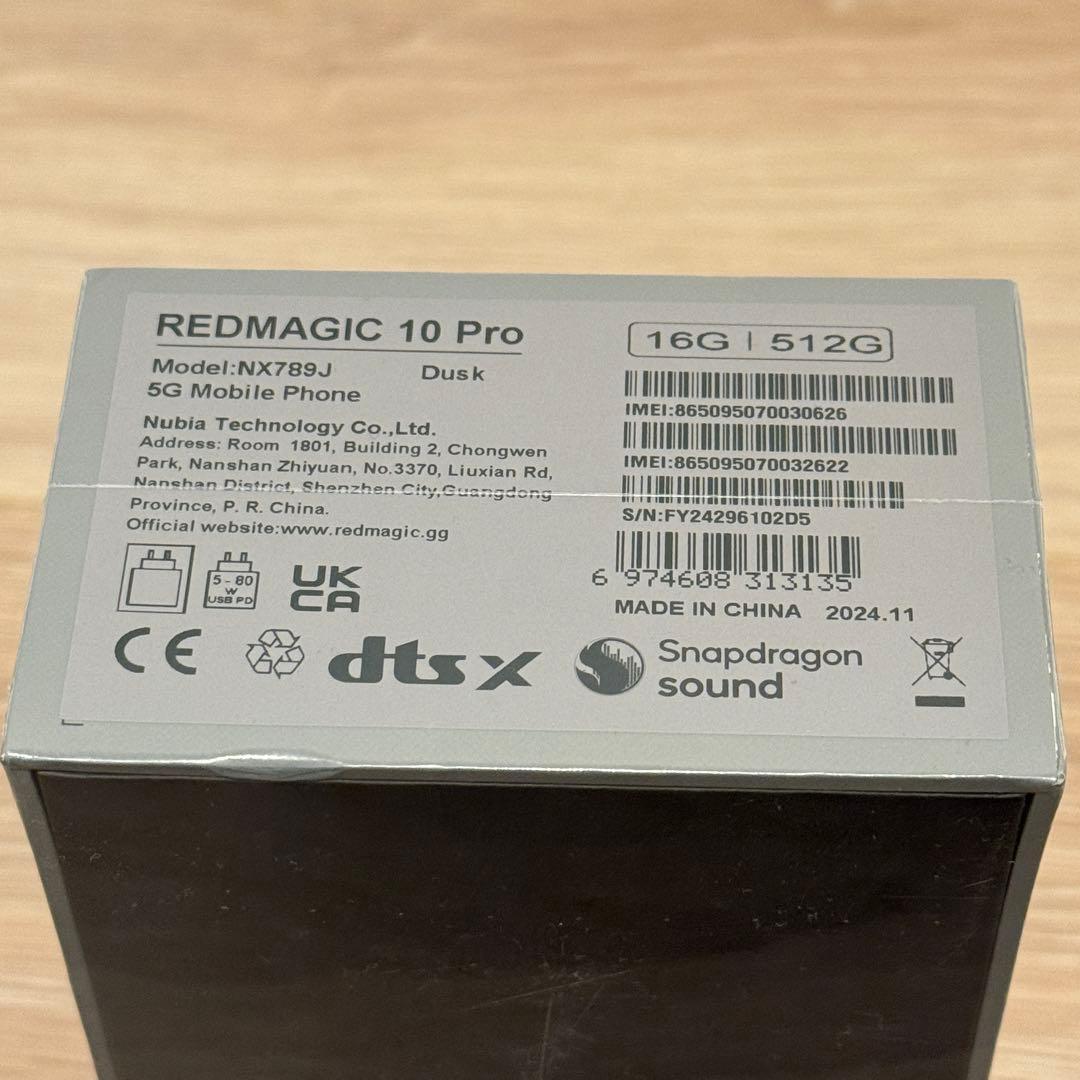 REDMAGIC 10 Pro
Model:NX789J Dusk
5G Mobile Phone
Nubia Technology Co.,Ltd.
Address: Room 1801, Building 2, Chongwen
Park, Nanshan Zhiyuan, No.3370, Liuxian Rd,
Nanshan District, Shenzhen City,Guangdong
Province, P. R. China.
Official website:www.redmagic.gg
5 - 80
W
USB PD
UK
CA
CE
dts X
16G | 512G
IMEI:865095070030626
IMEI:865095070032622
S/N:FY24296102D5
6 974608 313135
MADE IN CHINA 2024.11
Snapdragon
sound